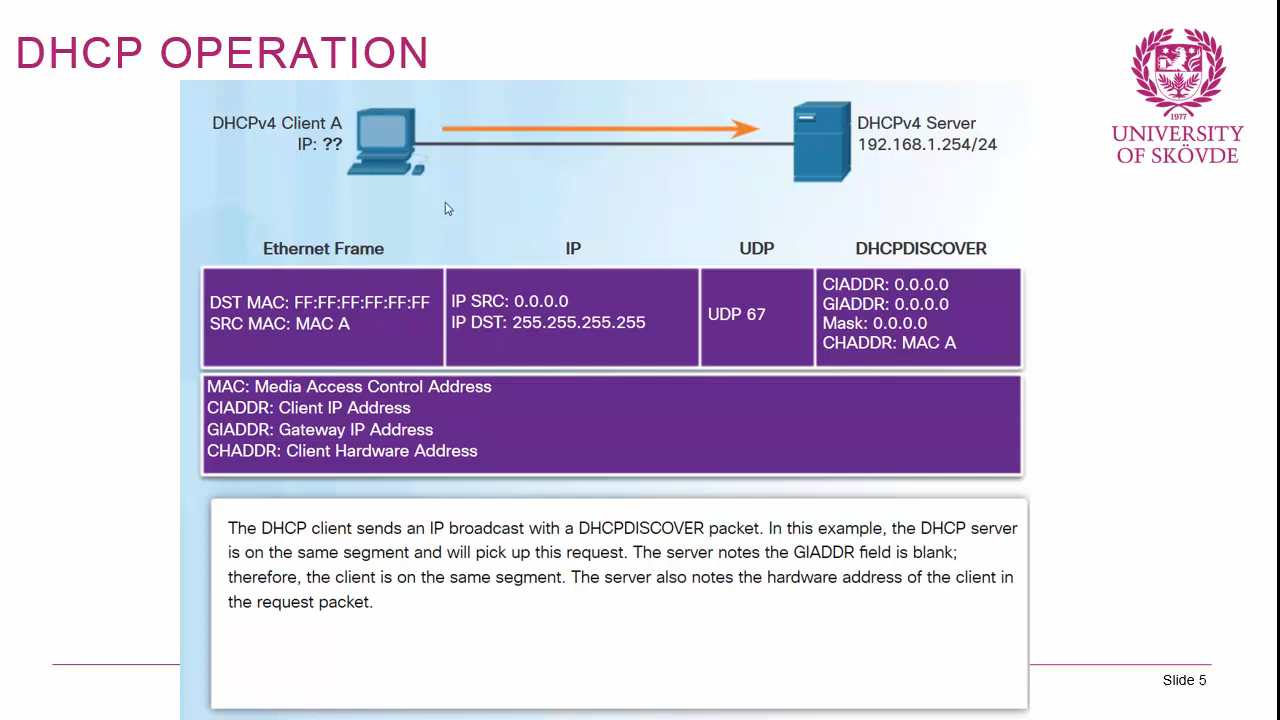 DHCP OPERATION
1977
UNIVERSITY
OF SKÖVDE
DHCPv4 Client A
IP: ??
DHCPv4 Server
192.168.1.254/24
Ethernet Frame
IP
UDP
DHCPDISCOVER
DST MAC: FF:FF:FF:FF:FF:FF
SRC MAC: MAC A
IP SRC: 0.0.0.0
IP DST: 255.255.255.255
UDP 67
CIADDR: 0.0.0.0
GIADDR: 0.0.0.0
Mask: 0.0.0.0
CHADDR: MAC A
MAC: Media Access Control Address
CIADDR: Client IP Address
GIADDR: Gateway IP Address
CHADDR: Client Hardware Address
The DHCP client sends an IP broadcast with a DHCPDISCOVER packet. In this example, the DHCP server
is on the same segment and will pick up this request. The server notes the GIADDR field is blank;
therefore, the client is on the same segment. The server also notes the hardware address of the client in
the request packet.
Slide 5